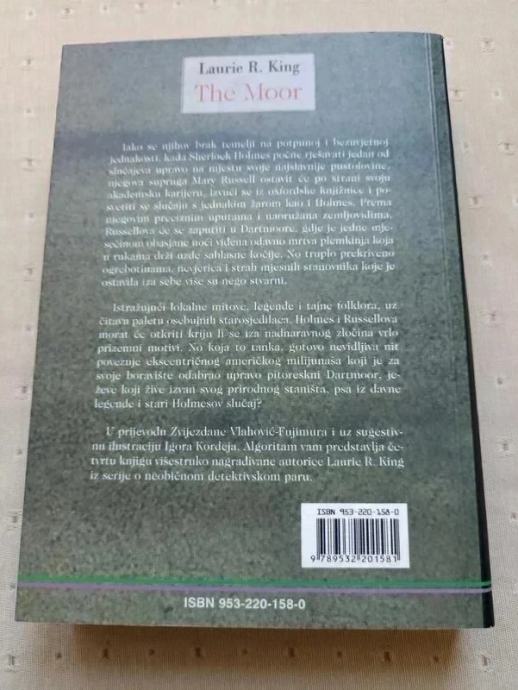 Laurie R. King
The Moor
Iako se njihov brak temelji na potpunoj i bezuvjetnoj
jednakosti, kada Sherlock Holmes počne rješavati jedan od
slučajeva upravo na mjestu svoje najslavnije pustolovine,
njegova supruga Mary Russell ostavit će po strani svoju
akademsku karijeru, izvući se iz oxfordske knjižnice i po-
svetiti se slučaju s jednakim žarom kao i Holmes. Prema
njegovim preciznim uputama i naoružana zemljovidima,
Russellova će se zaputiti u Dartmoore, gdje je jedne mje-
sečinom obasjane noći viđena odavno mrtva plemkinja koja
u rukama drži uzde sablasne kočije. No truplo prekriveno
ogrebotinama, nevjerica i strah mjesnih stanovnika koje je
ostavila iza sebe više su nego stvarni.
Istražujući lokalne mitove, legende i tajne folklora, uz
čitavu paletu osebujnih starosjedilaca, Holmes i Russellova
morat će otkriti kriju li se iza nadnaravnog zločina vrlo
prizemni motivi. No koja to tanka, gotovo nevidljiva nit
povezuje ekscentričnog američkog milijunaša koji je za
svoje boravište odabrao upravo pitoreskni Dartmoor, je-
ževe koji žive izvan svog prirodnog staništa, psa iz davne
legende i stari Holmesov slučaj?
U prijevodu Zvijezdane Vlahović-Fujimura i uz sugestiv-
nu ilustraciju Igora Kordeja, Algoritam vam predstavlja če-
tvrtu knjigu višestruko nagrađivane autorice Laurie R. King
iz serije o neobičnom detektivskom paru.
ISBN 953-220-158-0
9 789532 201581
ISBN 953-220-158-0